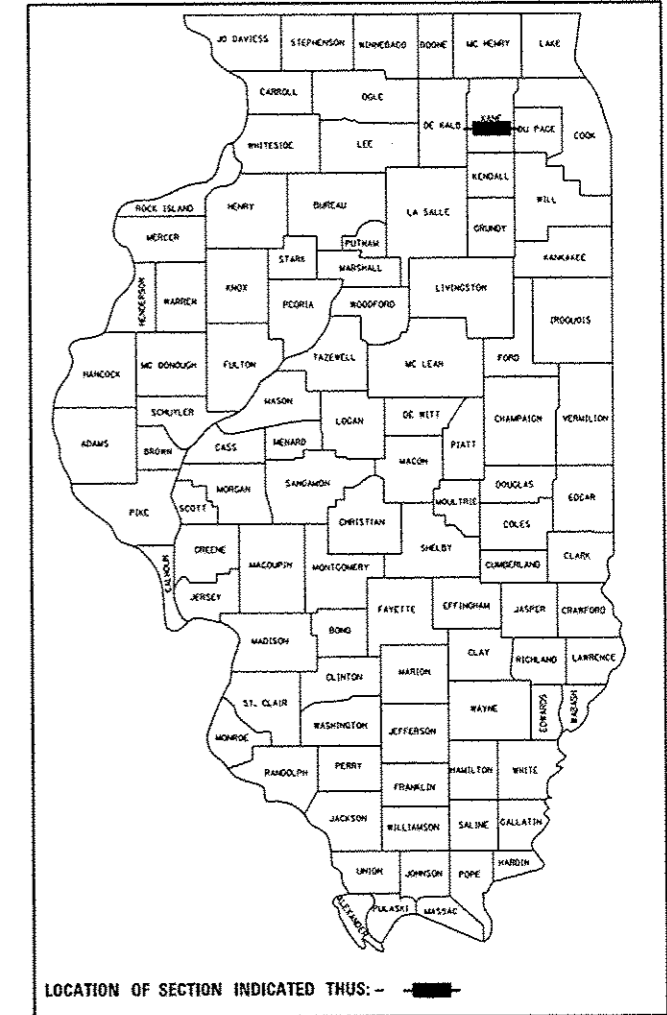 JO DAVIESS STEPHENSON WINNEBAGO BOONE MC HENRY LAKE
CARROLL OGLE DE KALB KANE DU PAGE COOK
WHITESIDE LEE
KENDALL
ROCK ISLAND HENRY BUREAU LA SALLE GRUNDY WILL
MERCER PUTNAM
STARK MARSHALL KANKAKEE
HENDERSON WARREN KNOX PEORIA WOODFORD LIVINGSTON IROQUOIS
HANCOCK MC DONOUGH FULTON TAZEWELL MC LEAN FORD
SCHUYLER MASON LOGAN DE WITT CHAMPAIGN VERMILION
ADAMS BROWN CASS MENARD MACON PIATT
PIKE SCOTT MORGAN SANGAMON MOULTRIE DOUGLAS EDGAR
CHRISTIAN COLES
GREENE MACOUPIN MONTGOMERY SHELBY CUMBERLAND CLARK
CALHOUN JERSEY FAYETTE EFFINGHAM JASPER CRAWFORD
MADISON BOND
CLINTON MARION CLAY RICHLAND LAWRENCE
ST. CLAIR WAYNE EDWARDS WABASH
MONROE WASHINGTON JEFFERSON
RANDOLPH PERRY HAMILTON WHITE
FRANKLIN
JACKSON WILLIAMSON SALINE GALLATIN
UNION JOHNSON POPE HARDIN
ALEXANDER PULASKI MASSAC
LOCATION OF SECTION INDICATED THUS: -